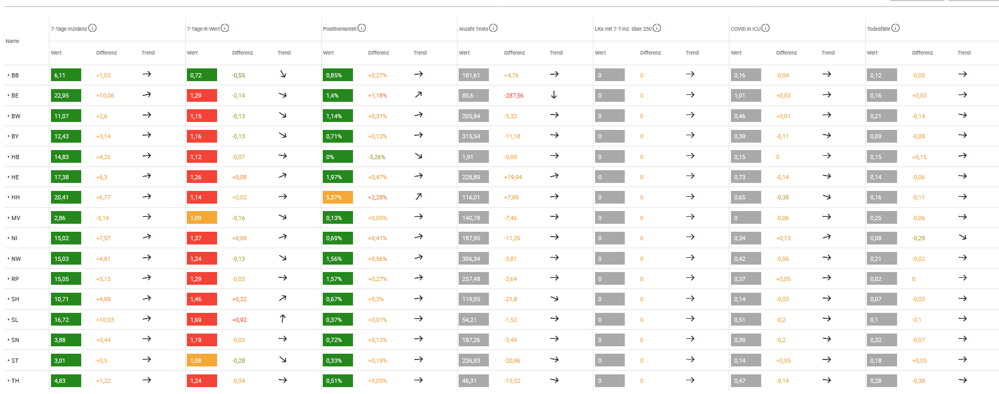 7-Tage-Inzidenz 7-Tage-R-Wert Positivenanteil Anzahl Tests LKs mit 7-T-Inz. über 250 COVID in ICU Todesfälle
Name
Wert Differenz Trend Wert Differenz Trend Wert Differenz Trend Wert Differenz Trend Wert Differenz Trend Wert Differenz Trend Wert Differenz Trend
BB 6,11 +1,03 0,72 -0,55 0,85% +0,27% 181,61 +4,76 0 0 0,16 -0,04 0,12 -0,08
BE 22,95 +10,06 1,29 -0,14 1,4% +1,18% 85,6 -287,56 0 0 1,01 +0,03 0,16 +0,03
BW 11,07 +2,6 1,15 -0,13 1,14% +0,31% 205,94 -5,32 0 0 0,46 +0,01 0,21 -0,14
BY 12,43 +3,14 1,16 -0,13 0,71% +0,12% 315,54 -11,18 0 0 0,39 -0,11 0,09 -0,08
HB 14,83 +4,26 1,12 -0,07 0% -5,26% 1,91 -0,88 0 0 0,15 0 0,15 +0,15
HE 17,38 +6,3 1,26 +0,08 1,97% +0,47% 228,89 +19,94 0 0 0,73 -0,14 0,14 -0,06
HH 20,41 +6,77 1,14 +0,02 5,37% +2,28% 116,01 +7,09 0 0 0,65 -0,38 0,16 -0,11
MV 2,86 -0,19 1,09 -0,16 0,13% +0,05% 140,78 -7,46 0 0 0 -0,06 0,25 -0,06
NI 15,02 +7,57 1,37 +0,09 0,69% +0,41% 187,95 -11,26 0 0 0,34 +0,13 0,08 -0,29
NW 15,03 +4,81 1,24 -0,13 1,56% +0,56% 306,34 -3,81 0 0 0,42 -0,06 0,21 -0,02
RP 15,05 +5,15 1,29 -0,03 1,57% +0,27% 257,48 -3,64 0 0 0,37 +0,05 0,02 0
SH 10,71 +4,99 1,46 +0,22 0,67% +0,3% 119,05 -21,9 0 0 0,14 -0,03 0,07 -0,03
SL 16,72 +10,03 1,69 +0,92 0,37% +0,01% 54,21 -1,52 0 0 0,51 -0,2 0,1 -0,1
SN 3,88 +0,44 1,19 -0,03 0,72% +0,12% 187,26 -3,49 0 0 0,39 -0,2 0,32 -0,07
ST 3,01 +0,5 1,08 -0,28 0,33% +0,19% 236,93 -20,96 0 0 0,14 +0,05 0,18 +0,05
TH 4,83 +1,22 1,24 -0,04 0,51% +0,05% 46,31 -15,52 0 0 0,47 -0,14 0,28 -0,38